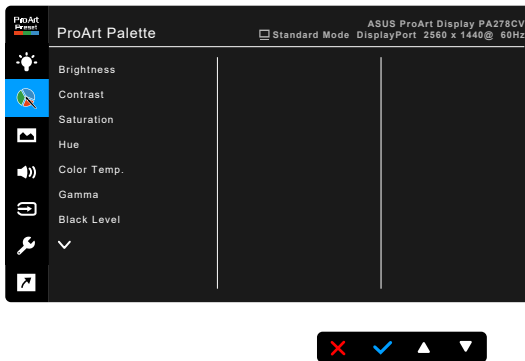 ProArt
Preset
ProArt Palette
ASUS ProArt Display PA278CV
Standard Mode DisplayPort 2560 x 1440@ 60Hz
Brightness
Contrast
Saturation
Hue
Color Temp.
Gamma
Black Level